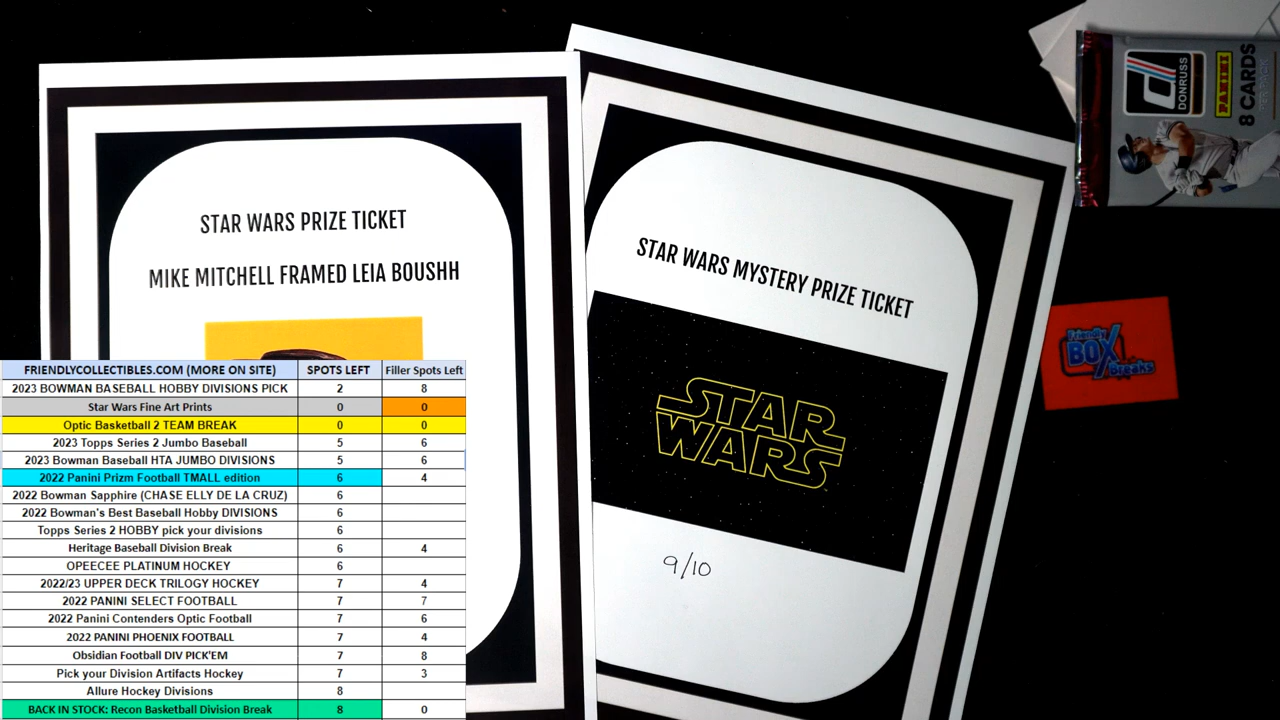 STAR WARS PRIZE TICKET
MIKE MITCHELL FRAMED LEIA BOUSHH
STAR WARS MYSTERY PRIZE TICKET
STAR
WARS
9/10
DONRUSS
PANINI
8 CARDS
PER PACK
Friendly
BOX
Breaks
FRIENDLYCOLLECTIBLES.COM (MORE ON SITE) SPOTS LEFT Filler Spots Left
2023 BOWMAN BASEBALL HOBBY DIVISIONS PICK 2 8
Star Wars Fine Art Prints 0 0
Optic Basketball 2 TEAM BREAK 0 0
2023 Topps Series 2 Jumbo Baseball 5 6
2023 Bowman Baseball HTA JUMBO DIVISIONS 5 6
2022 Panini Prizm Football TMALL edition 6 4
2022 Bowman Sapphire (CHASE ELLY DE LA CRUZ) 6
2022 Bowman's Best Baseball Hobby DIVISIONS 6
Topps Series 2 HOBBY pick your divisions 6
Heritage Baseball Division Break 6 4
OPEECEE PLATINUM HOCKEY 6
2022/23 UPPER DECK TRILOGY HOCKEY 7 4
2022 PANINI SELECT FOOTBALL 7 7
2022 Panini Contenders Optic Football 7 6
2022 PANINI PHOENIX FOOTBALL 7 4
Obsidian Football DIV PICK'EM 7 8
Pick your Division Artifacts Hockey 7 3
Allure Hockey Divisions 8
BACK IN STOCK: Recon Basketball Division Break 8 0